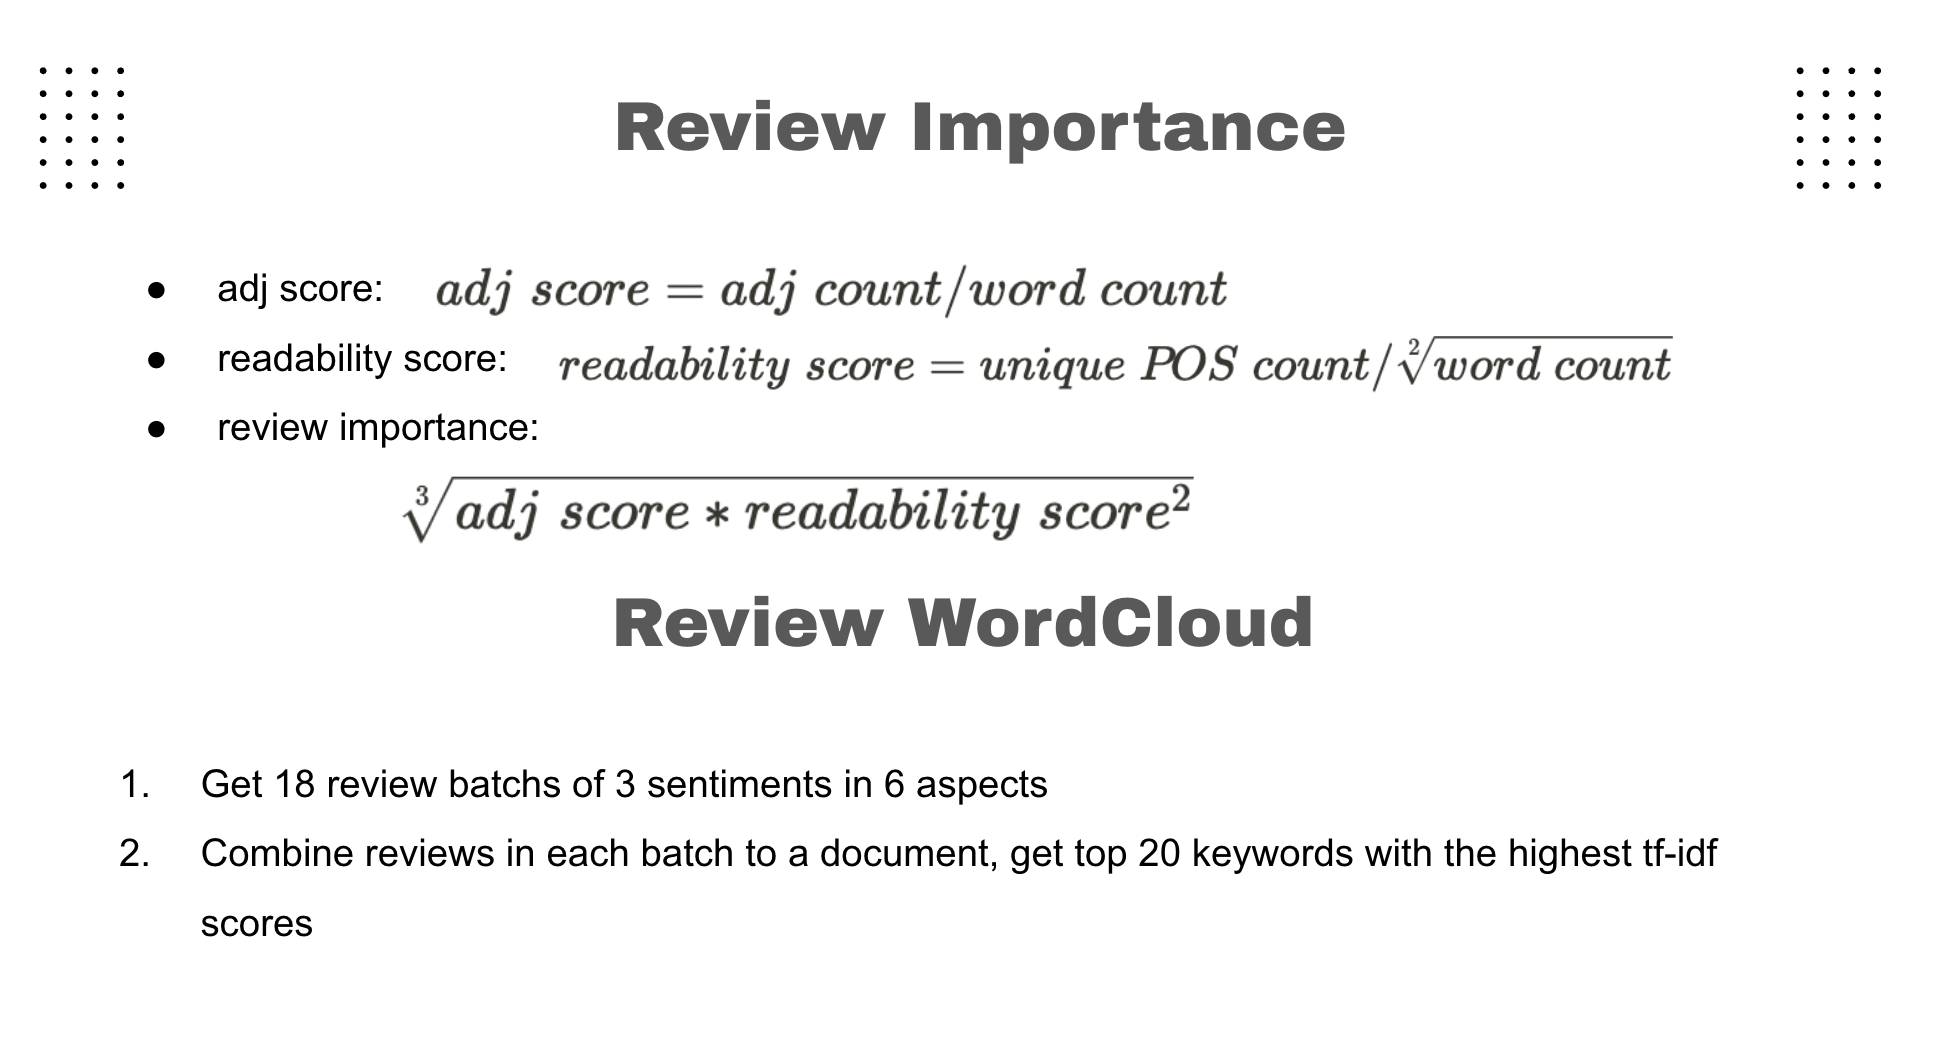 Review Importance
● adj score: adj score = adj count/word count
● readability score: readability score = unique POS count/\sqrt[2]{word count}
● review importance:
\sqrt[3]{adj score * readability score^2}
Review WordCloud
1. Get 18 review batchs of 3 sentiments in 6 aspects
2. Combine reviews in each batch to a document, get top 20 keywords with the highest tf-idf
scores